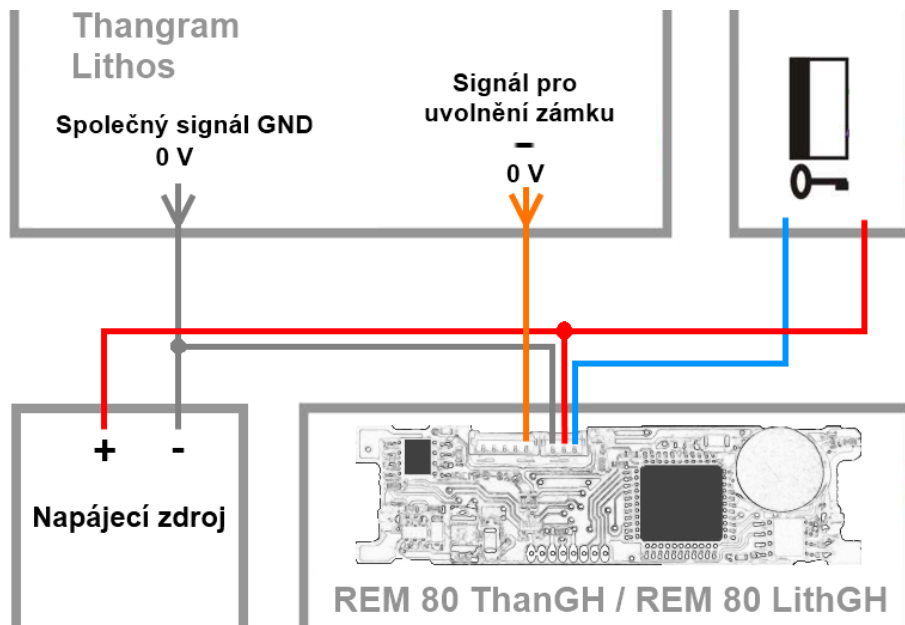 Thangram
Lithos
Společný signál GND
0 V
Signál pro
uvolnění zámku
-
0 V
+ -
Napájecí zdroj
REM 80 ThanGH / REM 80 LithGH